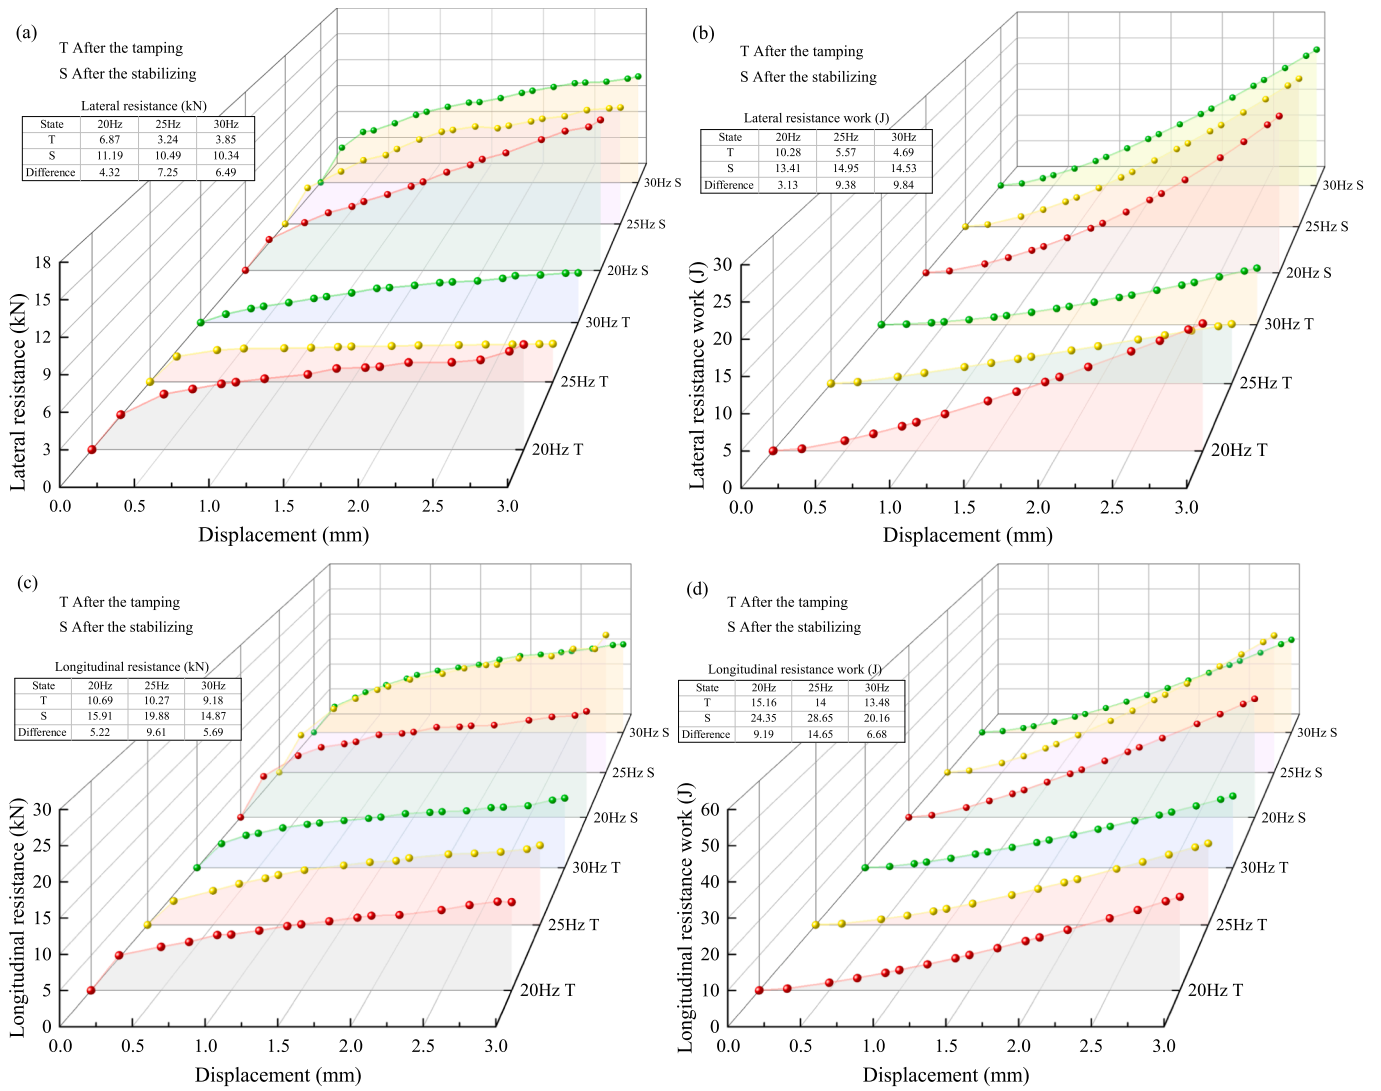 (a)
T After the tamping
S After the stabilizing
Lateral resistance (kN)
State 20Hz 25Hz 30Hz
T 6.87 3.24 3.85
S 11.19 10.49 10.34
Difference 4.32 7.25 6.49
30Hz S
25Hz S
20Hz S
30Hz T
25Hz T
20Hz T
18
15
12
9
6
3
0
Lateral resistance (kN)
0.0 0.5 1.0 1.5 2.0 2.5 3.0
Displacement (mm)
(b)
T After the tamping
S After the stabilizing
Lateral resistance work (J)
State 20Hz 25Hz 30Hz
T 10.28 5.57 4.69
S 13.41 14.95 14.53
Difference 3.13 9.38 9.84
30Hz S
25Hz S
20Hz S
30Hz T
25Hz T
20Hz T
30
25
20
15
10
5
0
Lateral resistance work (J)
0.0 0.5 1.0 1.5 2.0 2.5 3.0
Displacement (mm)
(c)
T After the tamping
S After the stabilizing
Longitudinal resistance (kN)
State 20Hz 25Hz 30Hz
T 10.69 10.27 9.18
S 15.91 19.88 14.87
Difference 5.22 9.61 5.69
30Hz S
25Hz S
20Hz S
30Hz T
25Hz T
20Hz T
30
25
20
15
10
5
0
Longitudinal resistance (kN)
0.0 0.5 1.0 1.5 2.0 2.5 3.0
Displacement (mm)
(d)
T After the tamping
S After the stabilizing
Longitudinal resistance work (J)
State 20Hz 25Hz 30Hz
T 15.16 14 13.48
S 24.35 28.65 20.16
Difference 9.19 14.65 6.68
30Hz S
25Hz S
20Hz S
30Hz T
25Hz T
20Hz T
60
50
40
30
20
10
0
Longitudinal resistance work (J)
0.0 0.5 1.0 1.5 2.0 2.5 3.0
Displacement (mm)